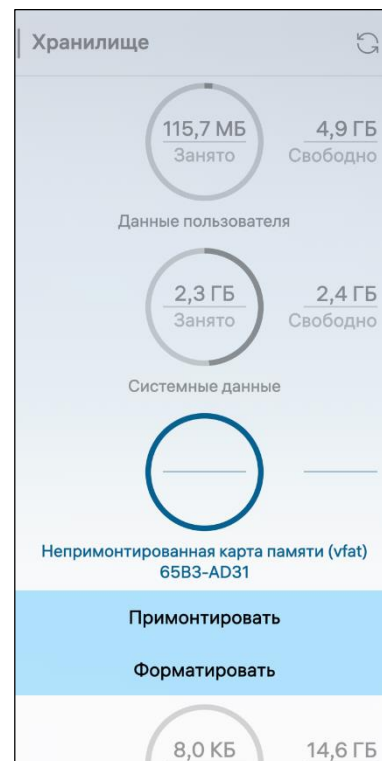 Хранилище
115,7 МБ 4,9 ГБ
Занято Свободно
Данные пользователя
2,3 ГБ 2,4 ГБ
Занято Свободно
Системные данные
Непримонтированная карта памяти (vfat)
65B3-AD31
Примонтировать
Форматировать
8,0 КБ 14,6 ГБ